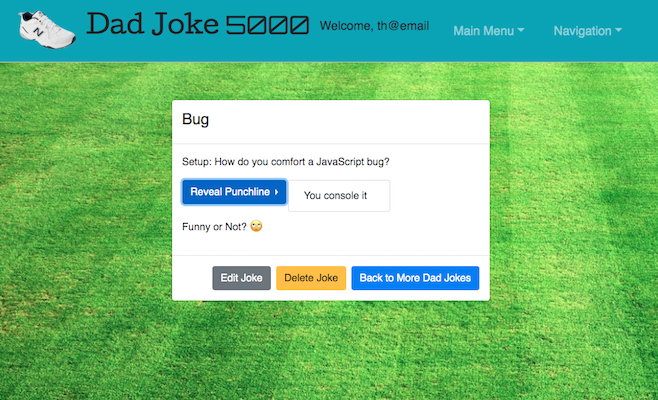 Dad Joke 5000 Welcome, th@email Main Menu Navigation
Bug
Setup: How do you comfort a JavaScript bug?
Reveal Punchline You console it
Funny or Not? 🙄
Edit Joke Delete Joke Back to More Dad Jokes
N